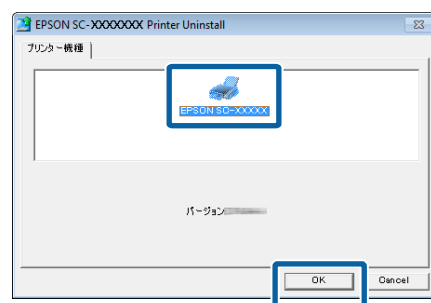 EPSON SC-XXXXXXX Printer Uninstall
プリンター機種
EPSON SC-XXXXX
バージョン
OK
Cancel